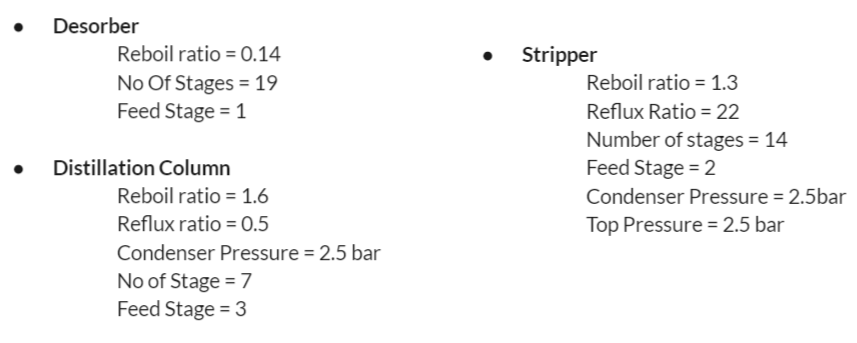 ● Desorber
Reboil ratio = 0.14
No Of Stages = 19
Feed Stage = 1
● Distillation Column
Reboil ratio = 1.6
Reflux ratio = 0.5
Condenser Pressure = 2.5 bar
No of Stage = 7
Feed Stage = 3
● Stripper
Reboil ratio = 1.3
Reflux Ratio = 22
Number of stages = 14
Feed Stage = 2
Condenser Pressure = 2.5bar
Top Pressure = 2.5 bar